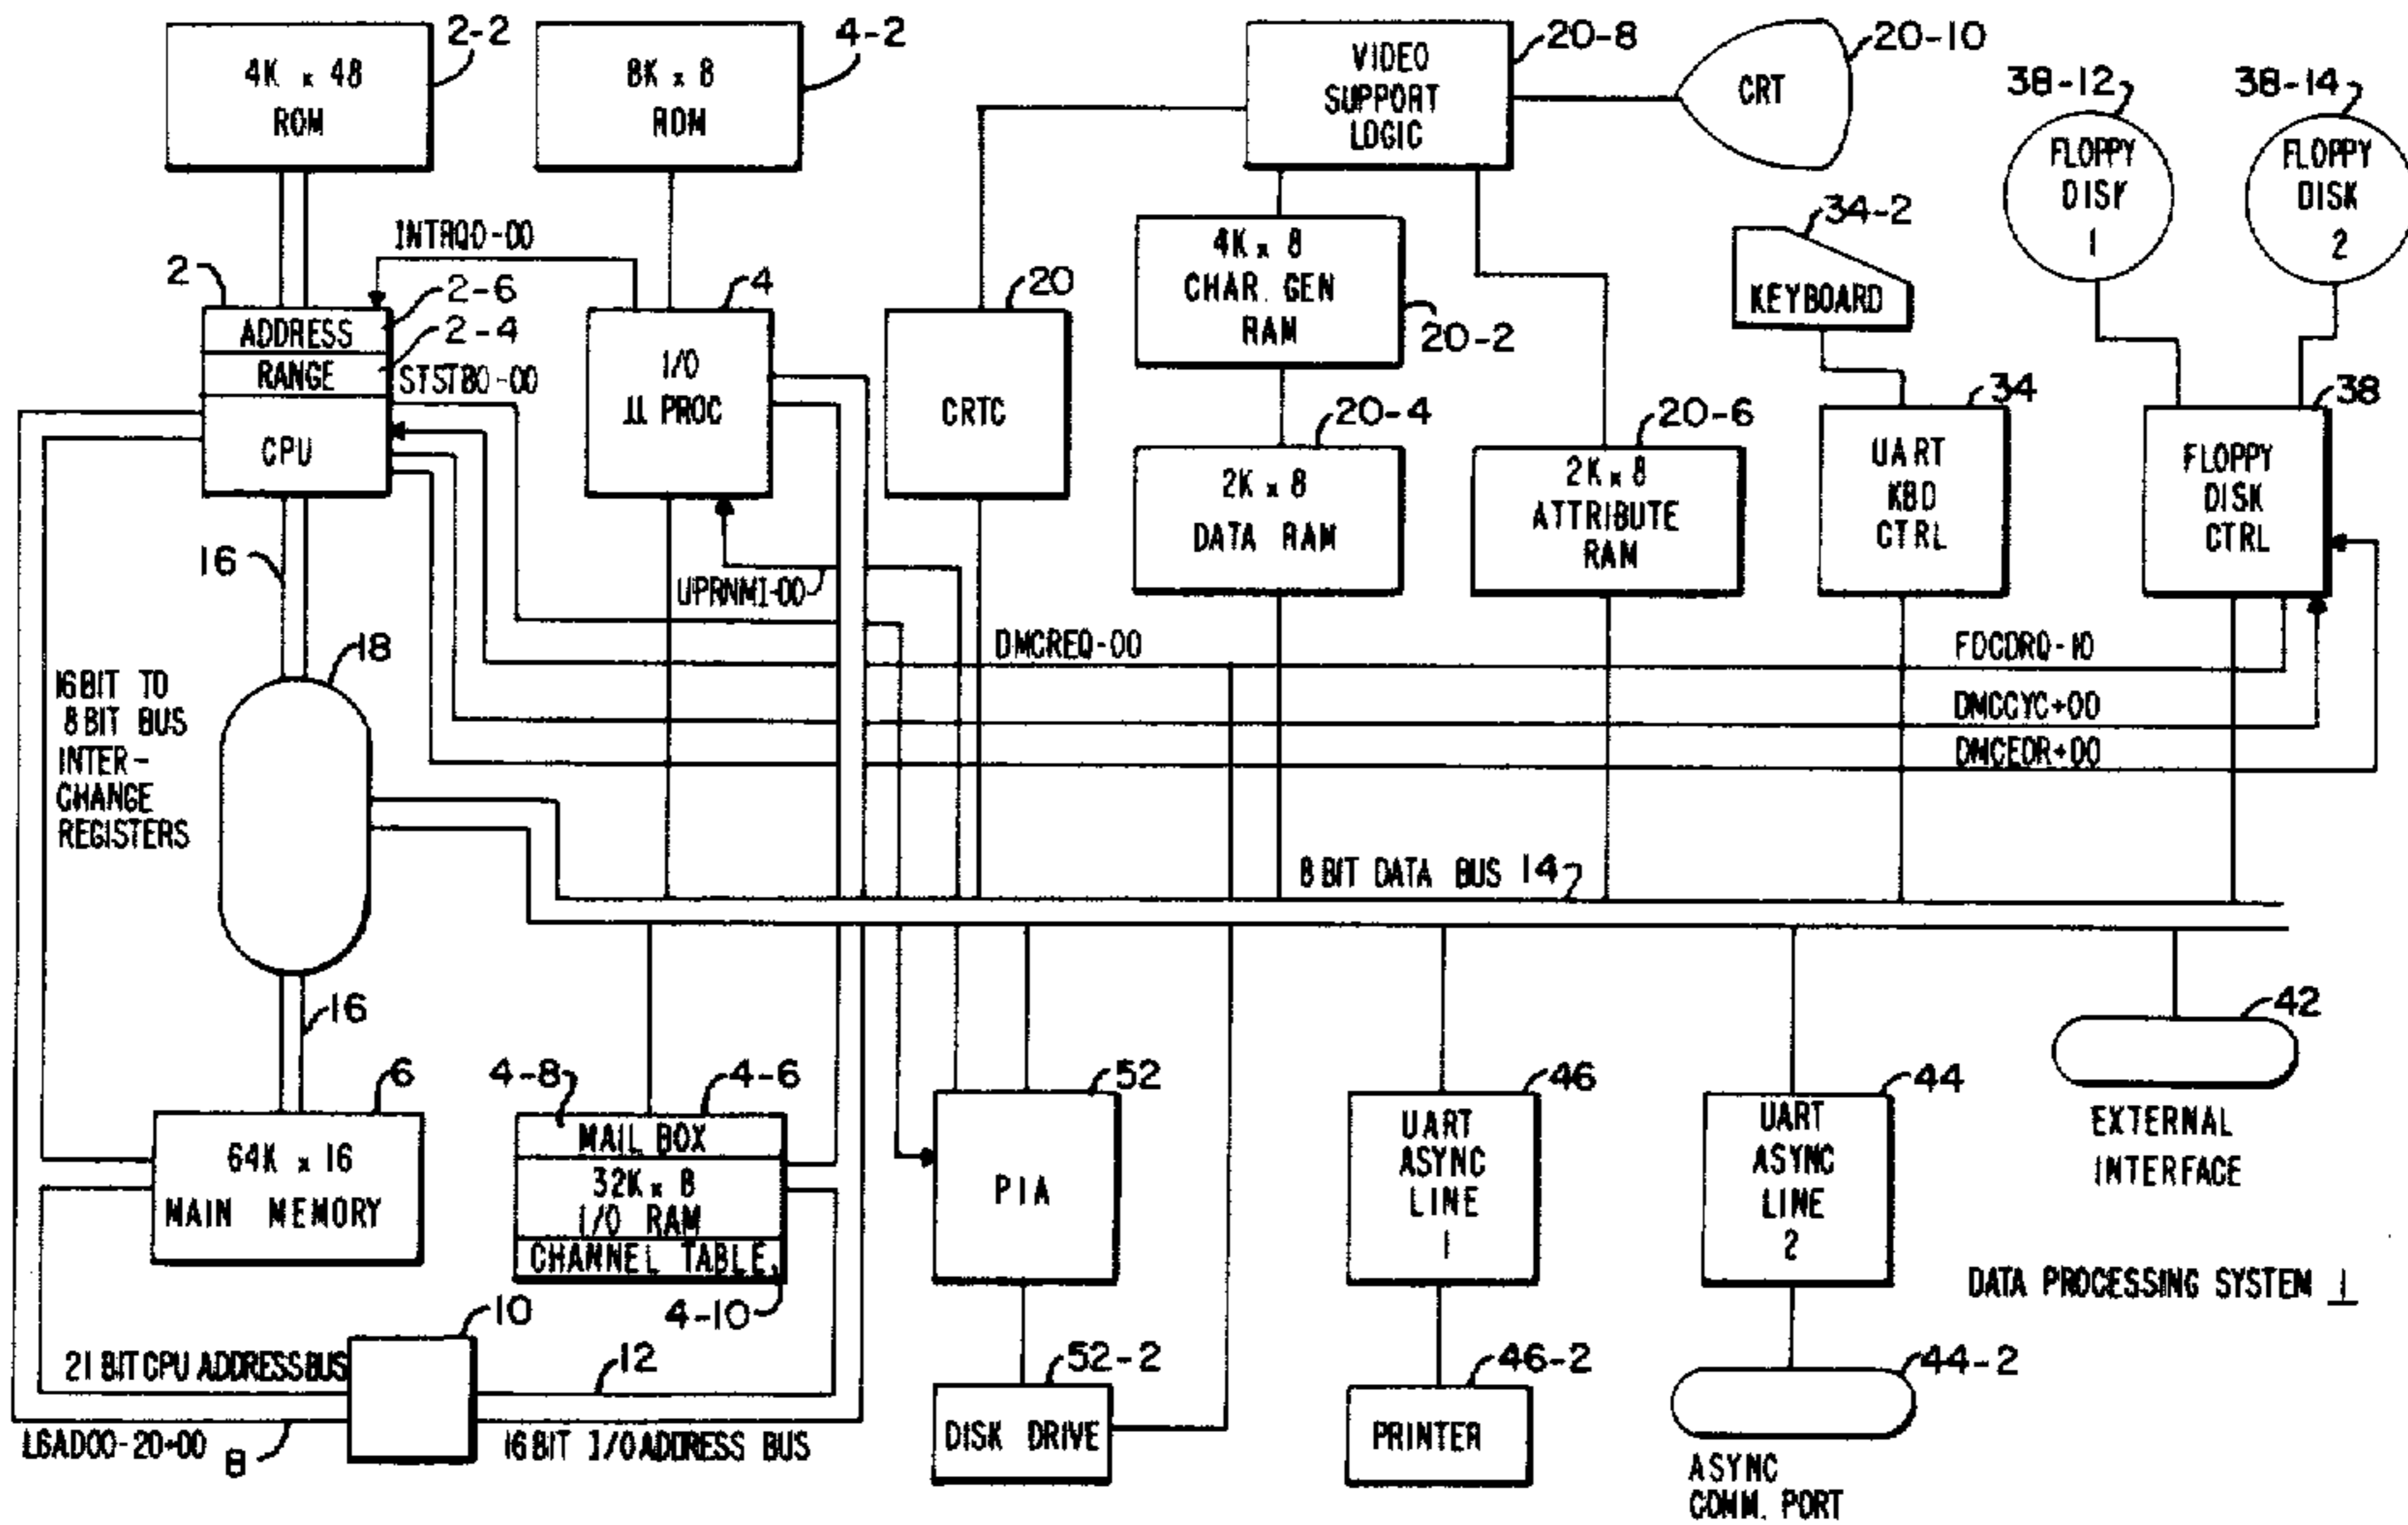 4K x 48
ROM
2-2
8K x 8
ROM
4-2
VIDEO
SUPPORT
LOGIC
20-8
CRT
20-10
38-12
FLOPPY
DISK
1
38-14
FLOPPY
DISK
2
INTRQ0-00
2
ADDRESS
2-6
RANGE
2-4
CPU
STSTB0-00
4
I/O
µ PROC
20
CRTC
4K x 8
CHAR. GEN
RAM
20-2
34-2
KEYBOARD
20-4
2K x 8
DATA RAM
20-6
2K x 8
ATTRIBUTE
RAM
34
UART
KBD
CTRL
38
FLOPPY
DISK
CTRL
16
UPRNMI-00
18
16 BIT TO
8 BIT BUS
INTER-
CHANGE
REGISTERS
DMCREQ-00
FDCDRQ-10
DMCCYC+00
DMCEOR+00
8 BIT DATA BUS 14
16
6
64K x 16
MAIN MEMORY
4-8
4-6
MAIL BOX
32K x 8
I/O RAM
CHANNEL TABLE
4-10
52
PIA
46
UART
ASYNC
LINE
1
44
UART
ASYNC
LINE
2
42
EXTERNAL
INTERFACE
DATA PROCESSING SYSTEM 1
10
21 BIT CPU ADDRESS BUS
12
LBAD00-20+00
8
16 BIT I/O ADDRESS BUS
52-2
DISK DRIVE
46-2
PRINTER
44-2
ASYNC
COMM. PORT